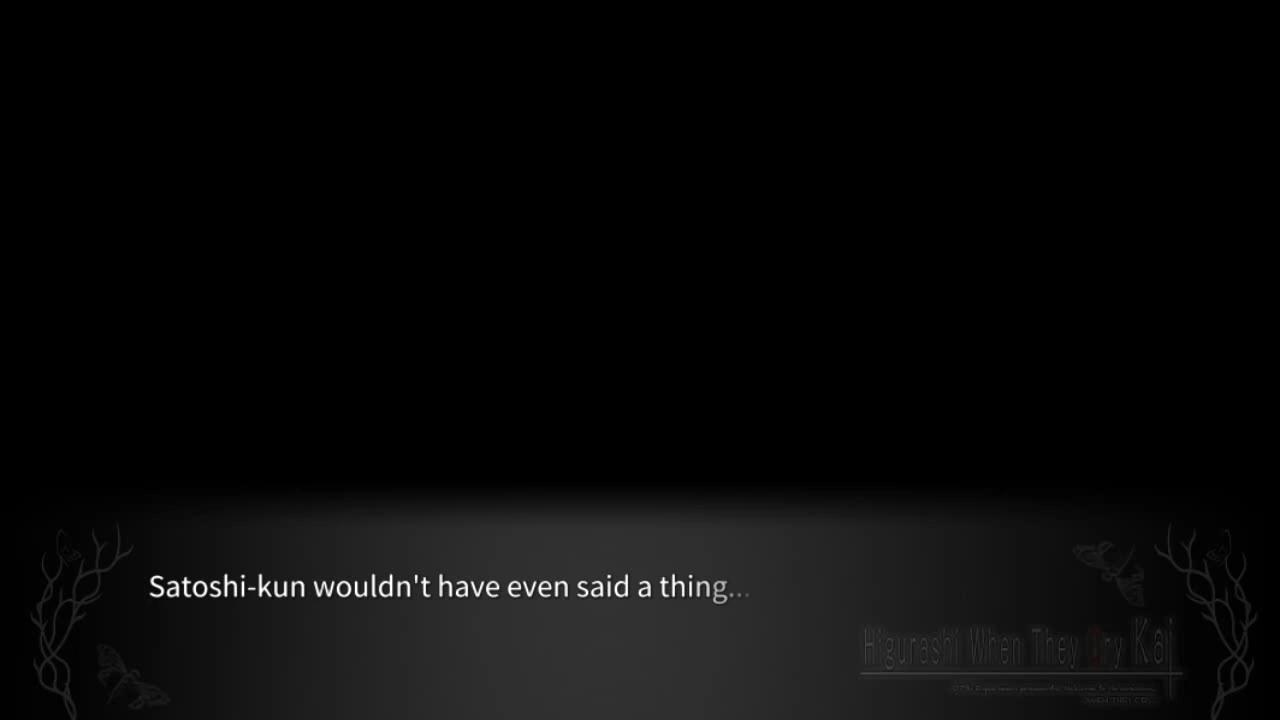 Satoshi-kun wouldn't have even said a thing...
Higurashi When They Cry Kai